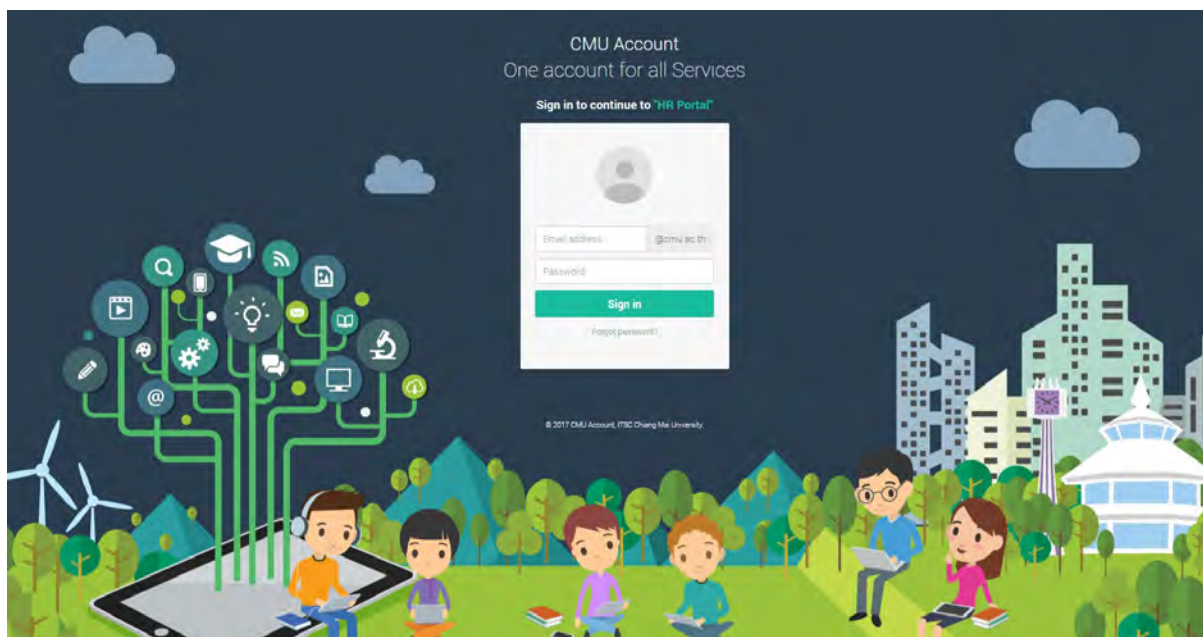 CMU Account
One account for all Services
Sign in to continue to "HR Portal"
Email address
@cmu.ac.th
Password
Sign in
Forgot password?
© 2017 CMU Account, ITSC Chiang Mai University.
@